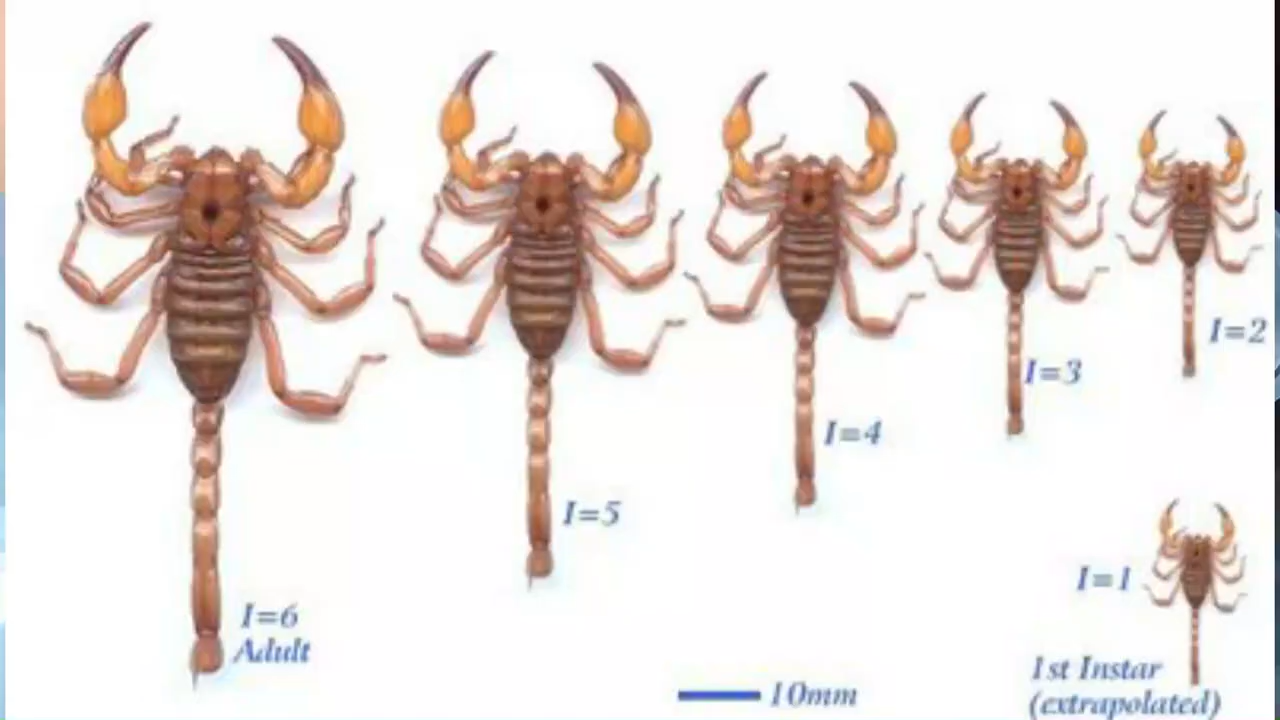 I=2
I=3
I=4
I=5
I=1
I=6
Adult
1st Instar
(extrapolated)
10mm